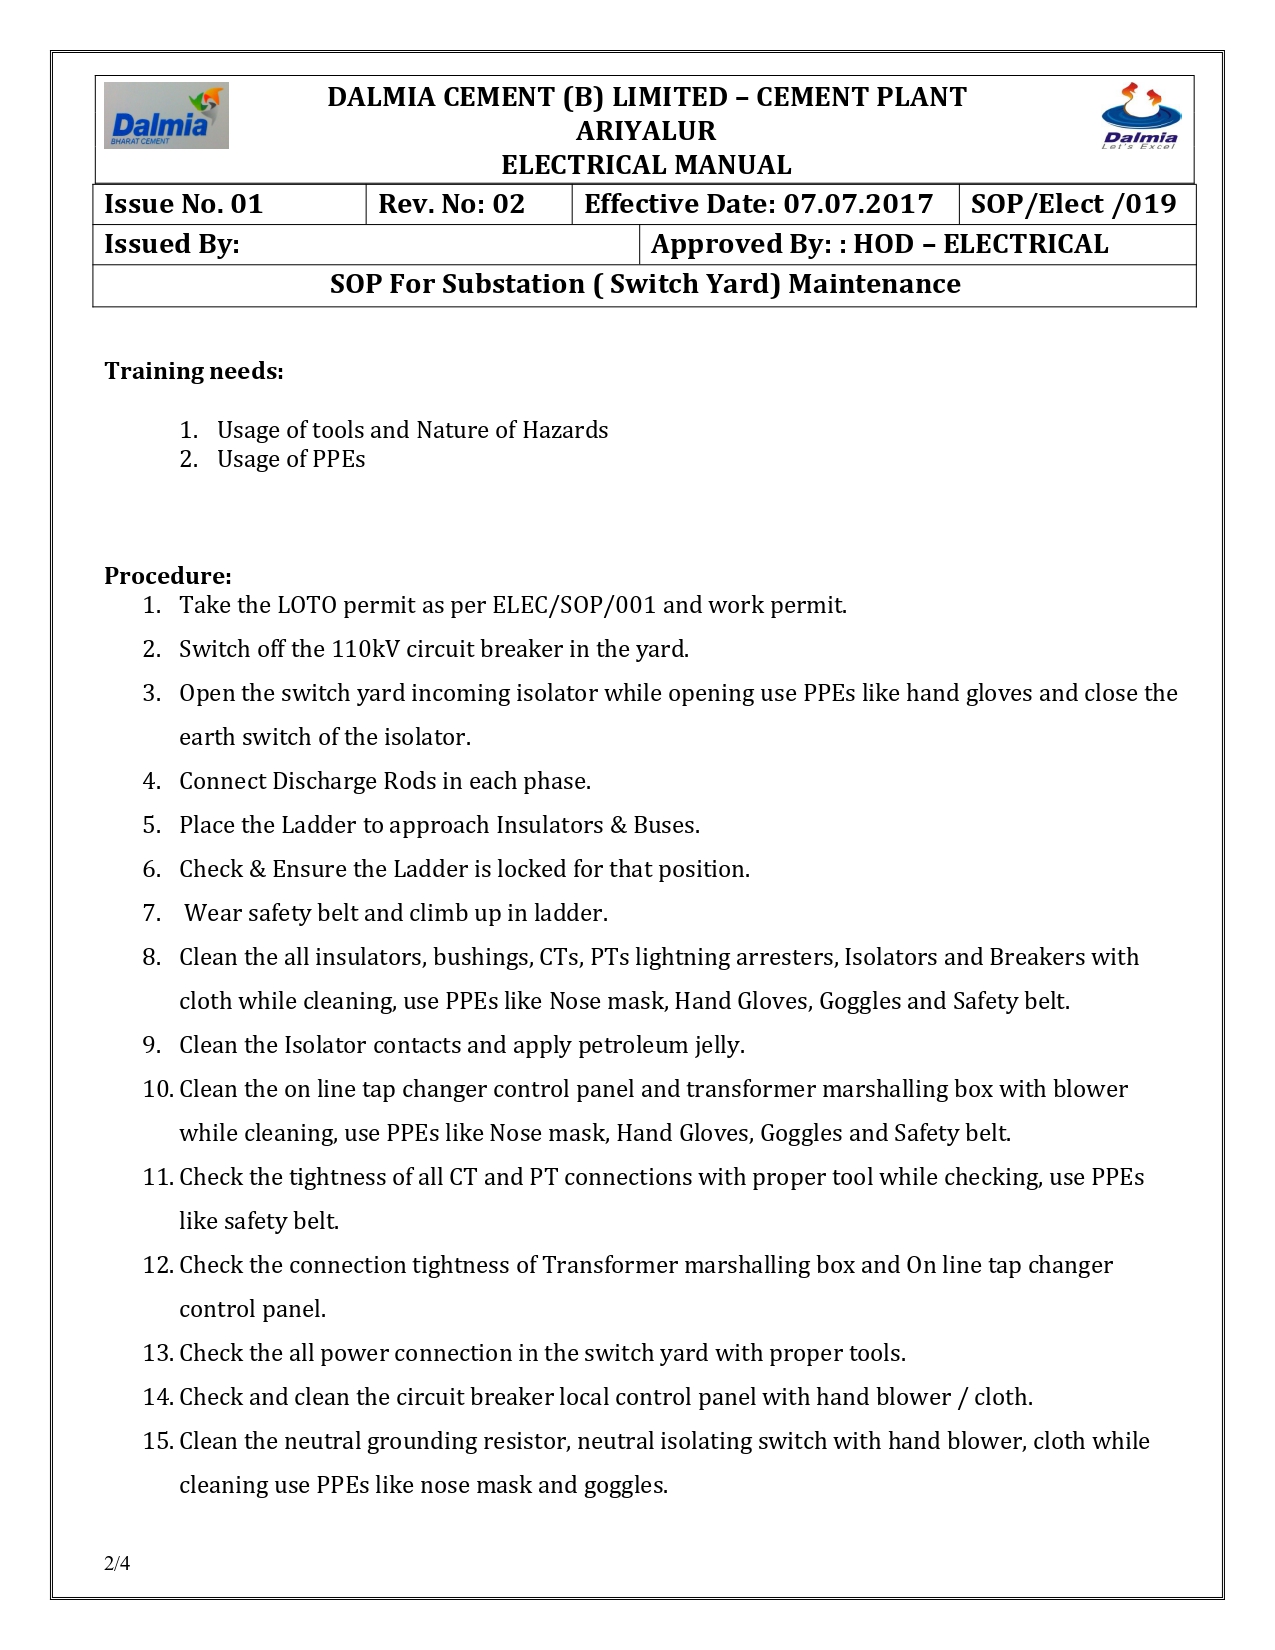 Dalmia
BHARAT CEMENT
DALMIA CEMENT (B) LIMITED – CEMENT PLANT
ARIYALUR
ELECTRICAL MANUAL
Dalmia
Let's Excel
Issue No. 01 Rev. No: 02 Effective Date: 07.07.2017 SOP/Elect /019
Issued By: Approved By: : HOD – ELECTRICAL
SOP For Substation ( Switch Yard) Maintenance
Training needs:
1. Usage of tools and Nature of Hazards
2. Usage of PPEs
Procedure:
1. Take the LOTO permit as per ELEC/SOP/001 and work permit.
2. Switch off the 110kV circuit breaker in the yard.
3. Open the switch yard incoming isolator while opening use PPEs like hand gloves and close the
earth switch of the isolator.
4. Connect Discharge Rods in each phase.
5. Place the Ladder to approach Insulators & Buses.
6. Check & Ensure the Ladder is locked for that position.
7. Wear safety belt and climb up in ladder.
8. Clean the all insulators, bushings, CTs, PTs lightning arresters, Isolators and Breakers with
cloth while cleaning, use PPEs like Nose mask, Hand Gloves, Goggles and Safety belt.
9. Clean the Isolator contacts and apply petroleum jelly.
10. Clean the on line tap changer control panel and transformer marshalling box with blower
while cleaning, use PPEs like Nose mask, Hand Gloves, Goggles and Safety belt.
11. Check the tightness of all CT and PT connections with proper tool while checking, use PPEs
like safety belt.
12. Check the connection tightness of Transformer marshalling box and On line tap changer
control panel.
13. Check the all power connection in the switch yard with proper tools.
14. Check and clean the circuit breaker local control panel with hand blower / cloth.
15. Clean the neutral grounding resistor, neutral isolating switch with hand blower, cloth while
cleaning use PPEs like nose mask and goggles.
2/4